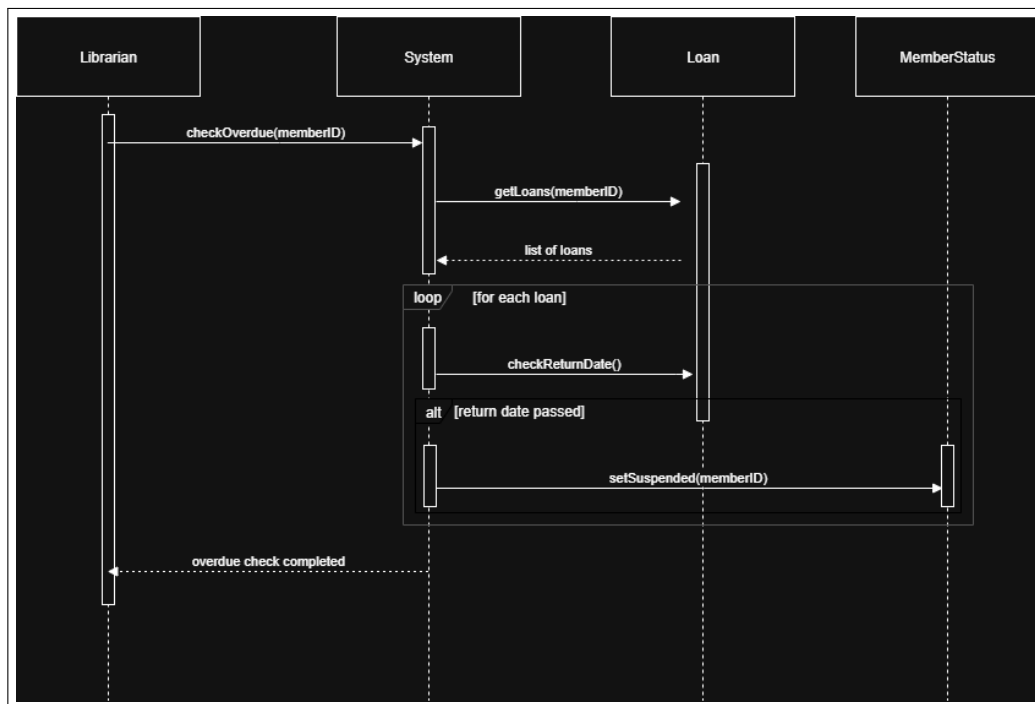 Librarian
System
Loan
MemberStatus
checkOverdue(memberID)
getLoans(memberID)
list of loans
loop
[for each loan]
checkReturnDate()
alt
[return date passed]
setSuspended(memberID)
overdue check completed